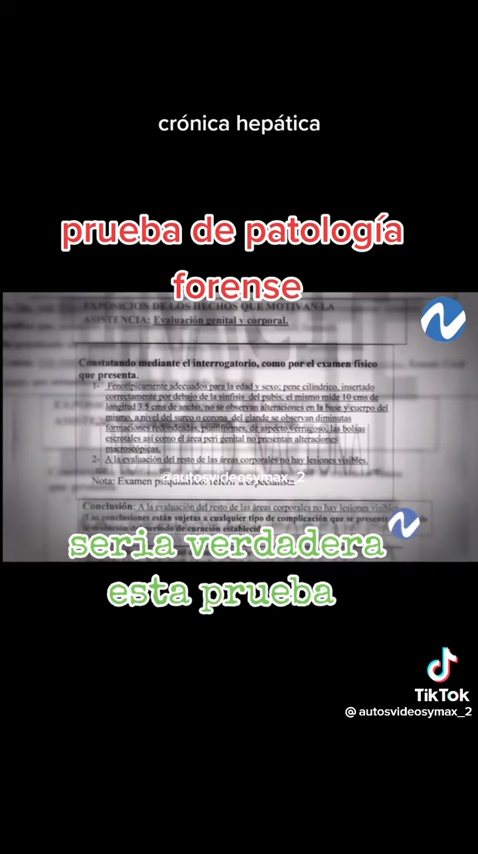 crónica hepática
prueba de patología
forense
EXPOSICION DE LOS HECHOS QUE MOTIVAN LA
ASISTENCIA: Evaluación genital y corporal.
Constatando mediante el interrogatorio, como por el examen físico
que presenta.
1- Fenotípicamente adecuados para la edad y sexo; pene cilíndrico, insertado
correctamente por debajo de la sínfisis del pubis, el mismo mide 10 cms de
longitud 3.5 cms de ancho, no se observan alteraciones en la base y cuerpo del
mismo, a nivel del surco o corona del glande se observan diminutas
formaciones redondeadas, puntiformes, de aspecto verrugoso, las bolsas
escrotales así como el área peri genital no presentan alteraciones
macroscópicas.
2- A la evaluación del resto de las áreas corporales no hay lesiones visibles.
@autosvideosymax_2
Nota: Examen especialista
Conclusión: A la evaluación del resto de las áreas corporales no hay lesiones visibles
(Las conclusiones están sujetas a cualquier tipo de complicación que se presente
período de curación establecid
seria verdadera
esta prueba
TikTok
@ autosvideosymax_2